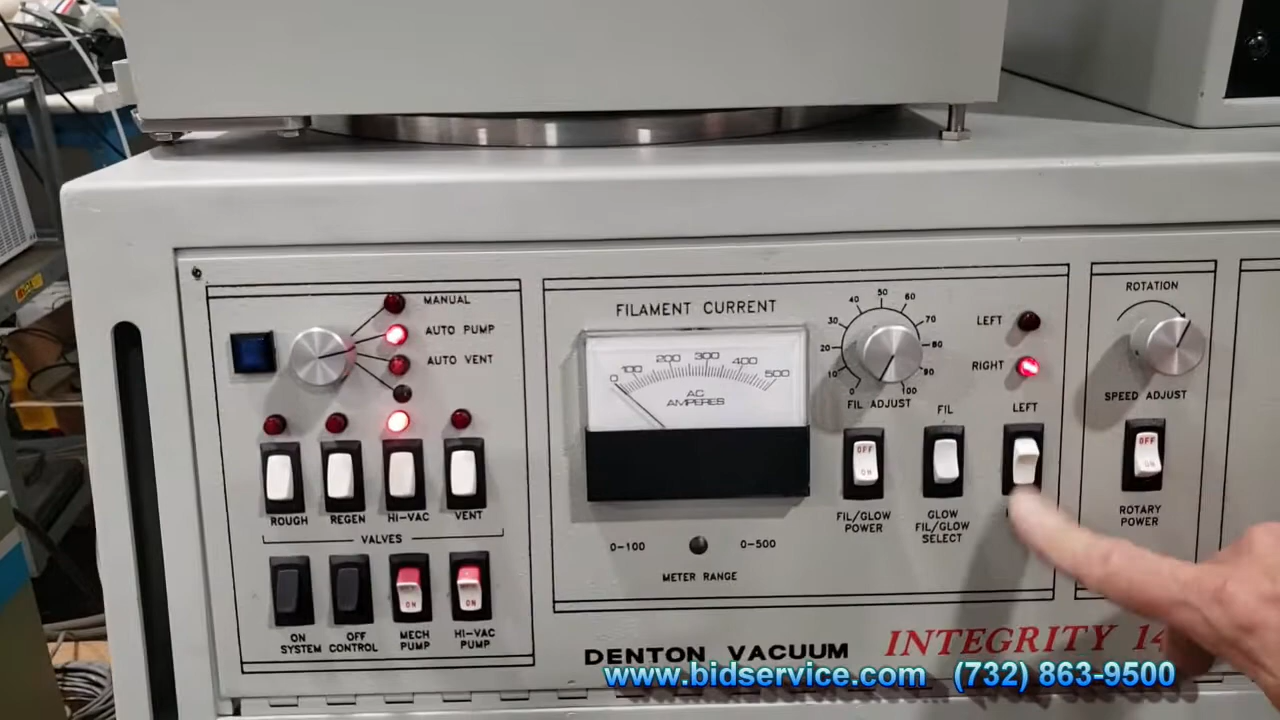 MANUAL
AUTO PUMP
AUTO VENT
ROUGH
REGEN
HI-VAC
VENT
VALVES
ON
SYSTEM
OFF
CONTROL
ON
MECH
PUMP
ON
HI-VAC
PUMP
FILAMENT CURRENT
0 100 200 300 400 500
AC
AMPERES
0-100
0-500
METER RANGE
0 10 20 30 40 50 60 70 80 90 100
FIL ADJUST
LEFT
RIGHT
OFF
ON
FIL/GLOW
POWER
FIL
GLOW
FIL/GLOW
SELECT
LEFT
ROTATION
SPEED ADJUST
OFF
ON
ROTARY
POWER
DENTON VACUUM
INTEGRITY 14
www.bidservice.com (732) 863-9500